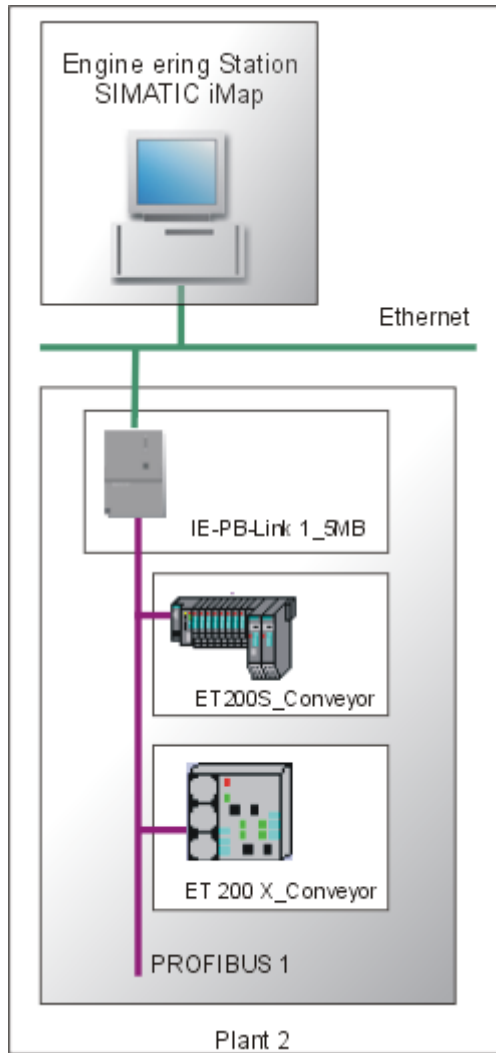 Engine ering Station
SIMATIC iMap
Ethernet
IE-PB-Link 1_5MB
ET200S_Conveyor
ET 200 X_Conveyor
PROFIBUS 1
Plant 2